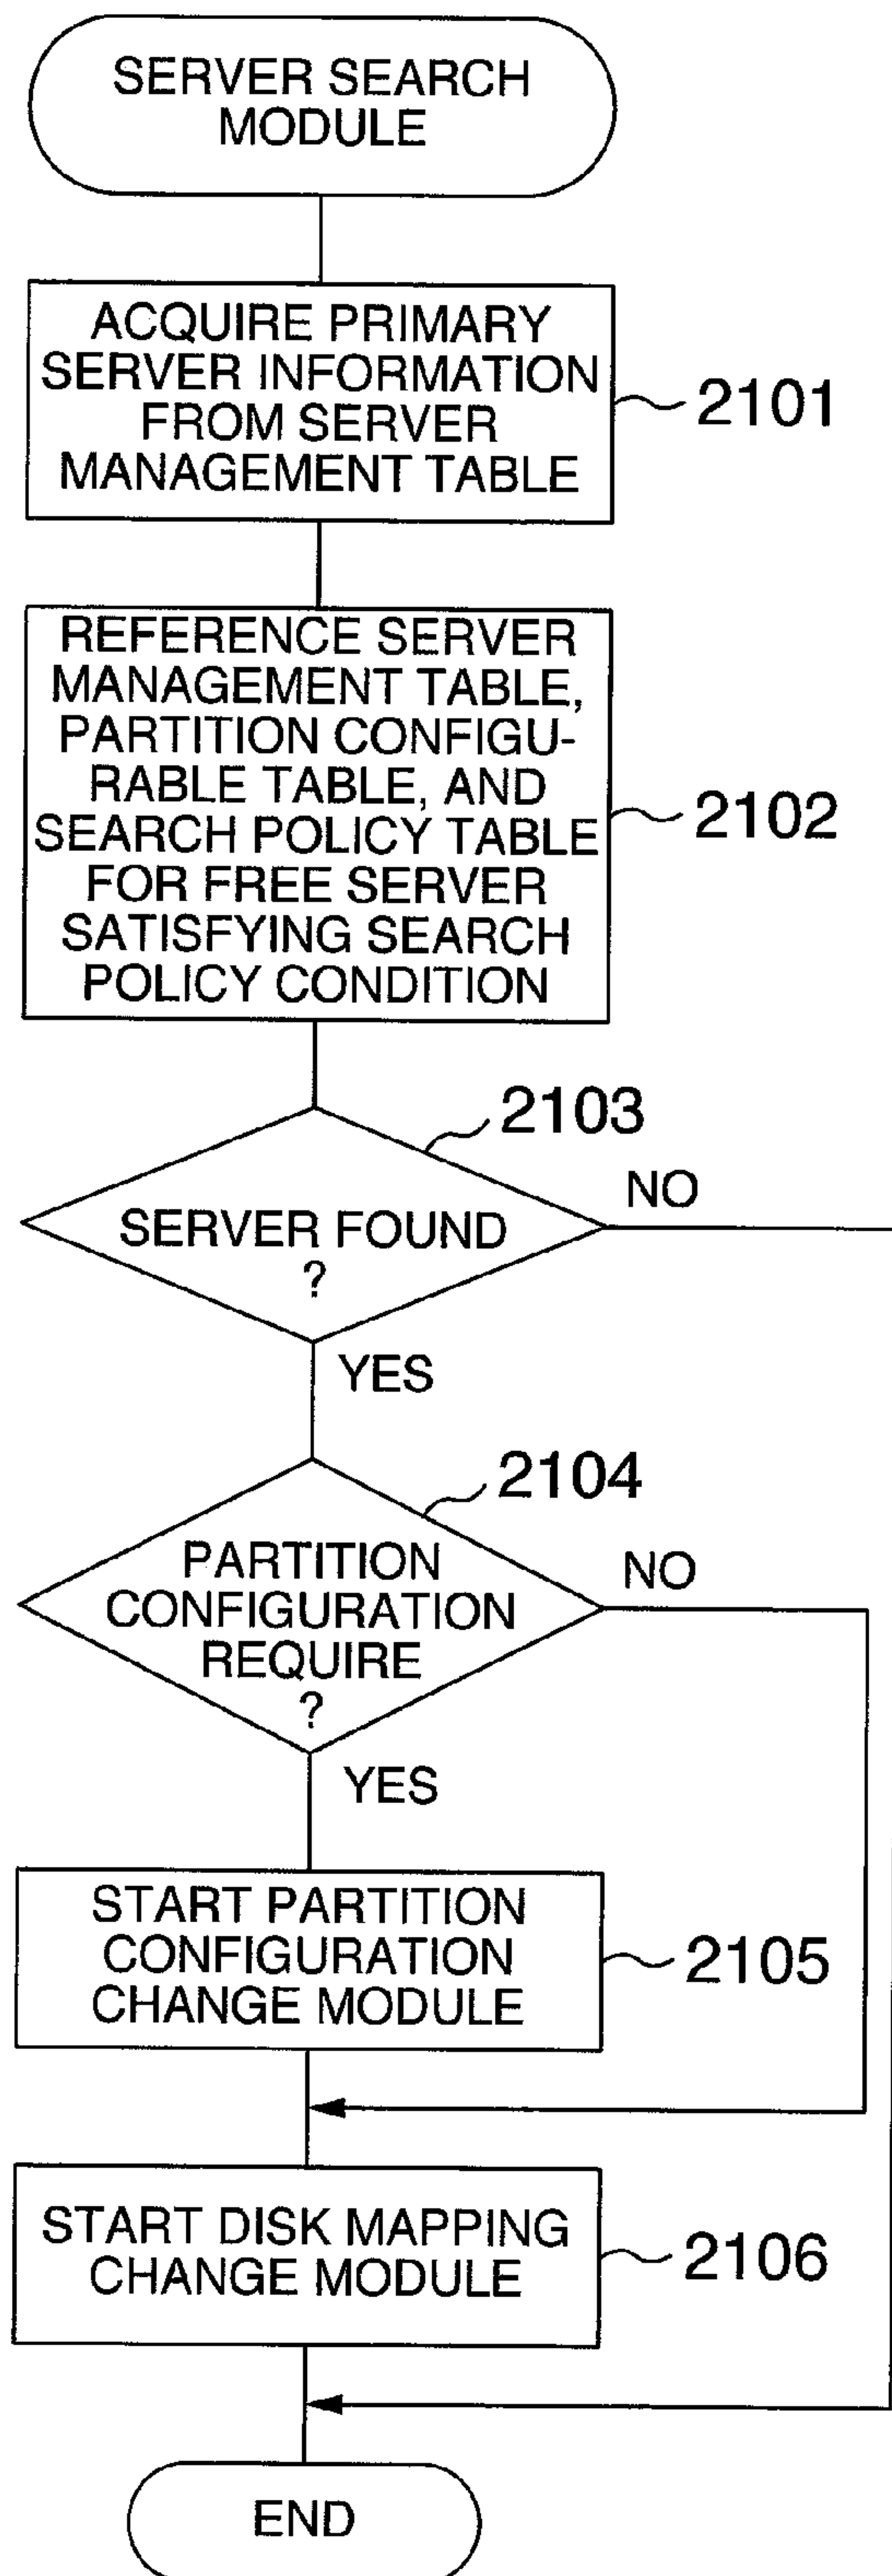 SERVER SEARCH
MODULE
ACQUIRE PRIMARY
SERVER INFORMATION
FROM SERVER
MANAGEMENT TABLE
2101
REFERENCE SERVER
MANAGEMENT TABLE,
PARTITION CONFIGU-
RABLE TABLE, AND
SEARCH POLICY TABLE
FOR FREE SERVER
SATISFYING SEARCH
POLICY CONDITION
2102
2103
SERVER FOUND
?
NO
YES
2104
PARTITION
CONFIGURATION
REQUIRE
?
NO
YES
START PARTITION
CONFIGURATION
CHANGE MODULE
2105
START DISK MAPPING
CHANGE MODULE
2106
END